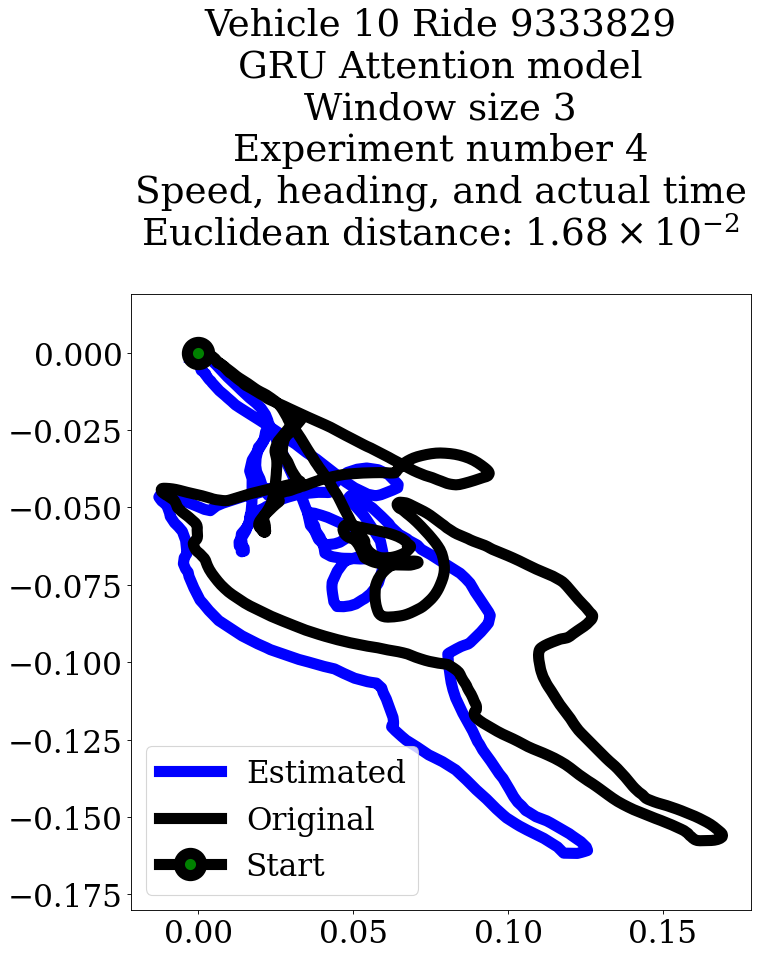 Vehicle 10 Ride 9333829
GRU Attention model
Window size 3
Experiment number 4
Speed, heading, and actual time
Euclidean distance: 1.68 × 10⁻²
0.000
−0.025
−0.050
−0.075
−0.100
−0.125
−0.150
−0.175
Estimated
Original
Start
0.00 0.05 0.10 0.15